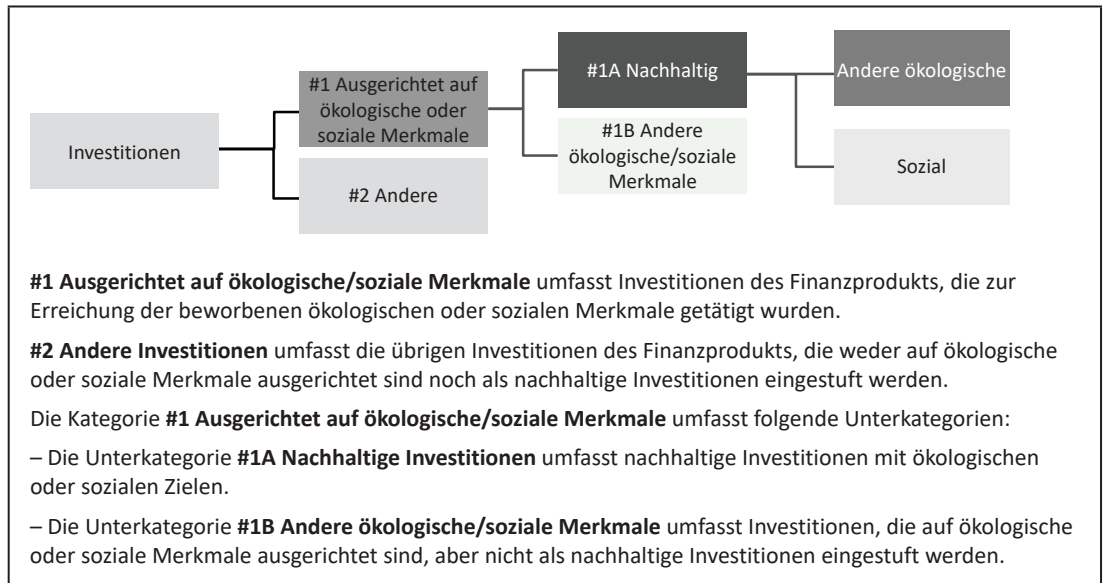 Investitionen
#1 Ausgerichtet auf
ökologische oder
soziale Merkmale
#2 Andere
#1A Nachhaltig
#1B Andere
ökologische/soziale
Merkmale
Andere ökologische
Sozial
#1 Ausgerichtet auf ökologische/soziale Merkmale umfasst Investitionen des Finanzprodukts, die zur
Erreichung der beworbenen ökologischen oder sozialen Merkmale getätigt wurden.
#2 Andere Investitionen umfasst die übrigen Investitionen des Finanzprodukts, die weder auf ökologische
oder soziale Merkmale ausgerichtet sind noch als nachhaltige Investitionen eingestuft werden.
Die Kategorie #1 Ausgerichtet auf ökologische/soziale Merkmale umfasst folgende Unterkategorien:
– Die Unterkategorie #1A Nachhaltige Investitionen umfasst nachhaltige Investitionen mit ökologischen
oder sozialen Zielen.
– Die Unterkategorie #1B Andere ökologische/soziale Merkmale umfasst Investitionen, die auf ökologische
oder soziale Merkmale ausgerichtet sind, aber nicht als nachhaltige Investitionen eingestuft werden.